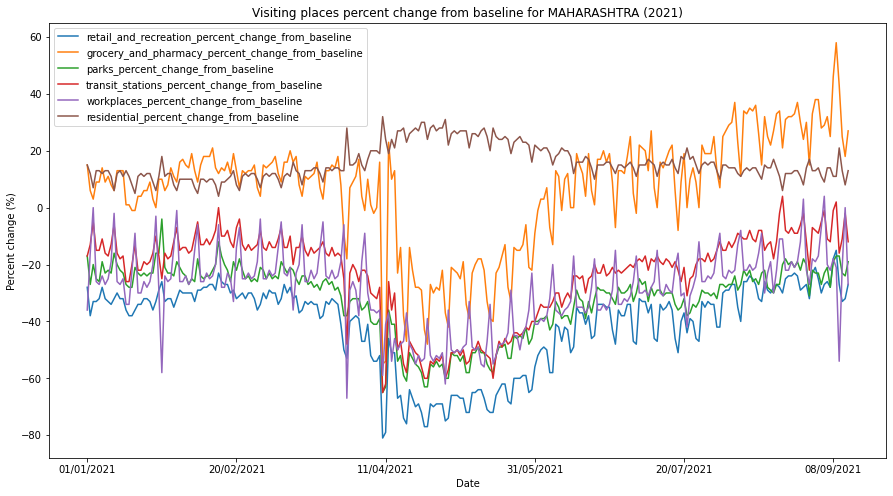 Visiting places percent change from baseline for MAHARASHTRA (2021)
retail_and_recreation_percent_change_from_baseline
grocery_and_pharmacy_percent_change_from_baseline
parks_percent_change_from_baseline
transit_stations_percent_change_from_baseline
workplaces_percent_change_from_baseline
residential_percent_change_from_baseline
Percent change (%)
60
40
20
0
−20
−40
−60
−80
01/01/2021 20/02/2021 11/04/2021 31/05/2021 20/07/2021 08/09/2021
Date